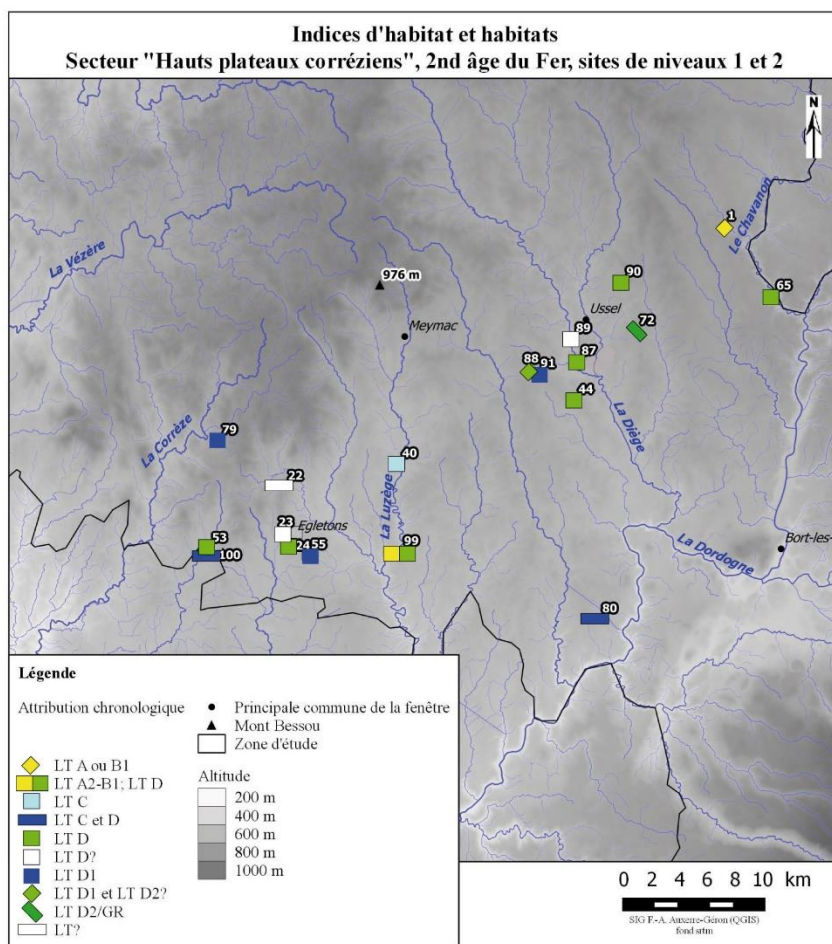 Indices d'habitat et habitats
Secteur "Hauts plateaux corréziens", 2nd âge du Fer, sites de niveaux 1 et 2
N
1
Le Chavanon
La Vézère
976 m
90
65
Ussel
72
Meymac
89
87
88
91
44
La Diège
79
La Corrèze
40
22
La Luzège
23
Egletons
53
24
55
99
100
Bort-les-
La Dordogne
80
Légende
Attribution chronologique
Principale commune de la fenêtre
Mont Bessou
Zone d'étude
LT A ou B1
LT A2-B1; LT D
LT C
LT C et D
LT D
LT D?
LT D1
LT D1 et LT D2?
LT D2/GR
LT?
Altitude
200 m
400 m
600 m
800 m
1000 m
0 2 4 6 8 10 km
SIG F.-A. Auxerre-Géron (QGIS)
fond srtm